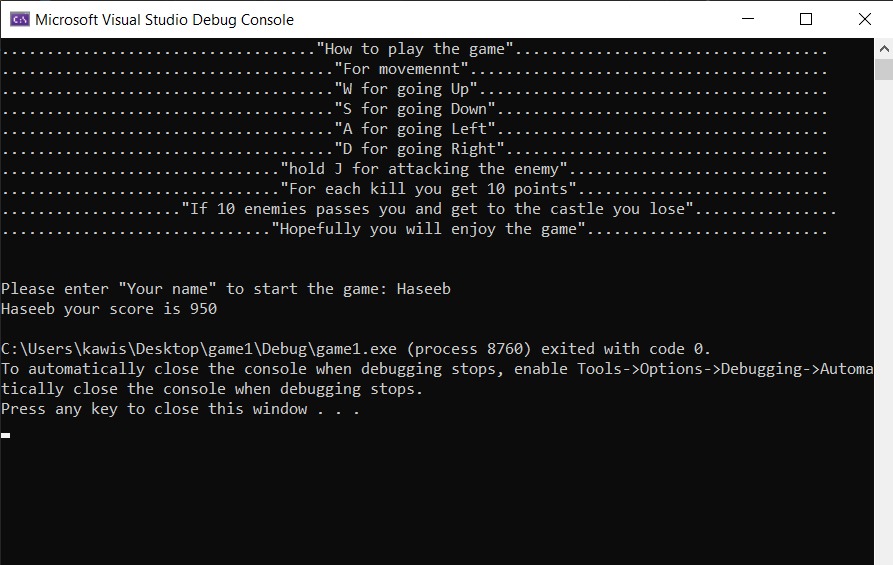 Microsoft Visual Studio Debug Console
..................................."How to play the game"...................................
....................................."For movemennt"........................................
....................................."W for going Up".......................................
....................................."S for going Down".....................................
....................................."A for going Left".....................................
....................................."D for going Right"....................................
..............................."hold J for attacking the enemy".............................
..............................."For each kill you get 10 points"............................
...................."If 10 enemies passes you and get to the castle you lose"................
.............................."Hopefully you will enjoy the game"...........................
Please enter "Your name" to start the game: Haseeb
Haseeb your score is 950
C:\Users\kawis\Desktop\game1\Debug\game1.exe (process 8760) exited with code 0.
To automatically close the console when debugging stops, enable Tools->Options->Debugging->Automa
tically close the console when debugging stops.
Press any key to close this window . . .